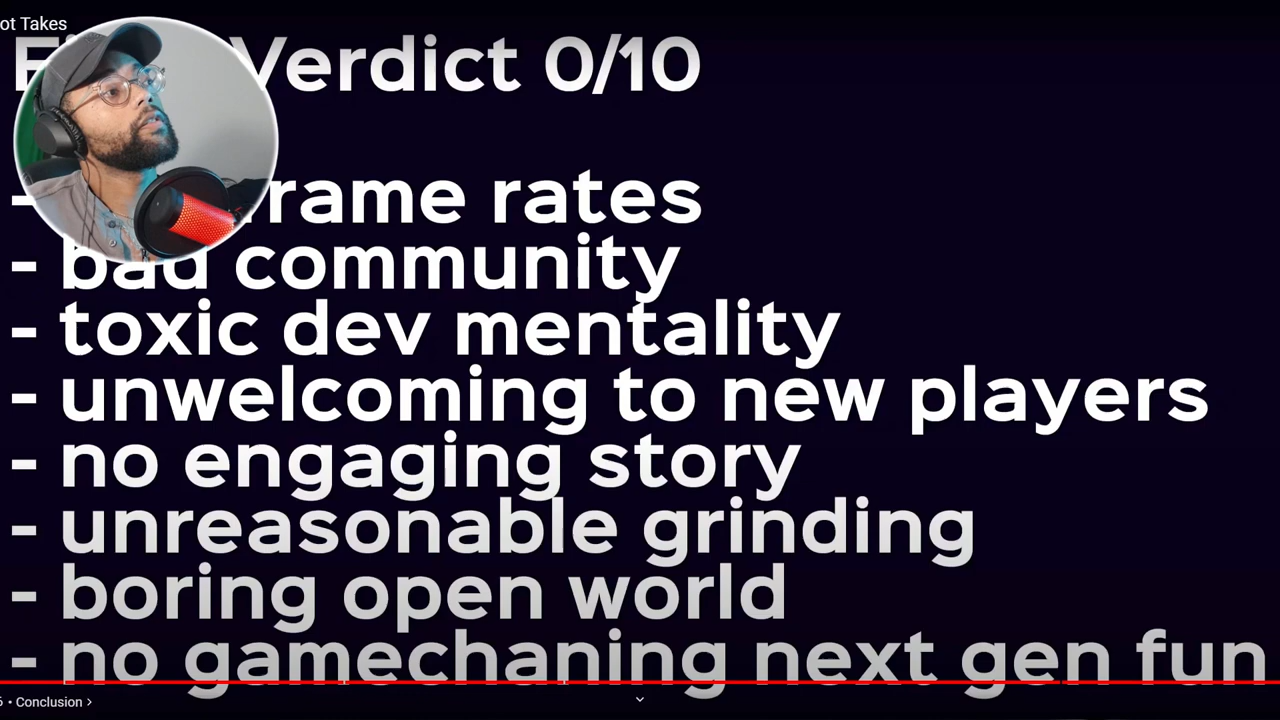 ot Takes
Verdict 0/10
rame rates
- bad community
- toxic dev mentality
- unwelcoming to new players
- no engaging story
- unreasonable grinding
- boring open world
- no gamechaning next gen fun
• Conclusion >